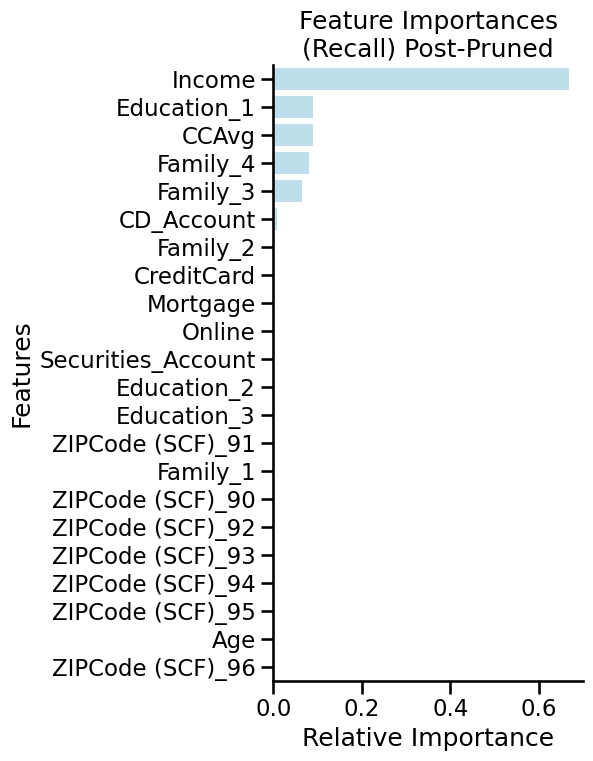 Feature Importances
(Recall) Post-Pruned
Income
Education_1
CCAvg
Family_4
Family_3
CD_Account
Family_2
CreditCard
Mortgage
Online
Securities_Account
Education_2
Education_3
ZIPCode (SCF)_91
Family_1
ZIPCode (SCF)_90
ZIPCode (SCF)_92
ZIPCode (SCF)_93
ZIPCode (SCF)_94
ZIPCode (SCF)_95
Age
ZIPCode (SCF)_96
Features
0.0 0.2 0.4 0.6
Relative Importance